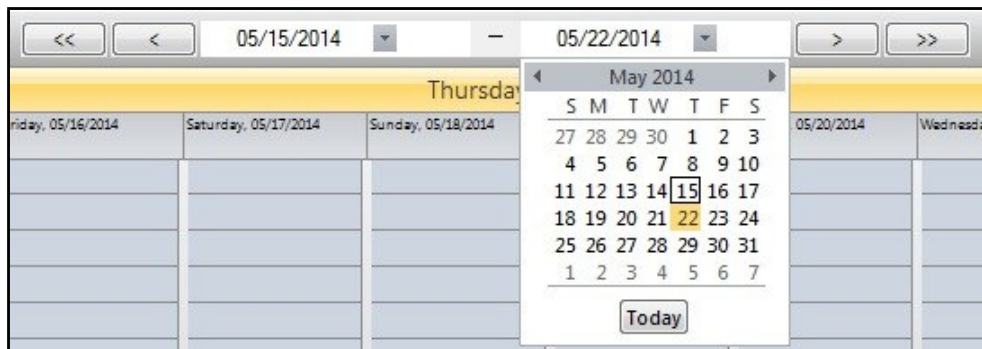 << < 05/15/2014 — 05/22/2014 > >>
Thursday
May 2014
riday, 05/16/2014 Saturday, 05/17/2014 Sunday, 05/18/2014 05/20/2014 Wednesda
S M T W T F S
27 28 29 30 1 2 3
4 5 6 7 8 9 10
11 12 13 14 15 16 17
18 19 20 21 22 23 24
25 26 27 28 29 30 31
1 2 3 4 5 6 7
Today